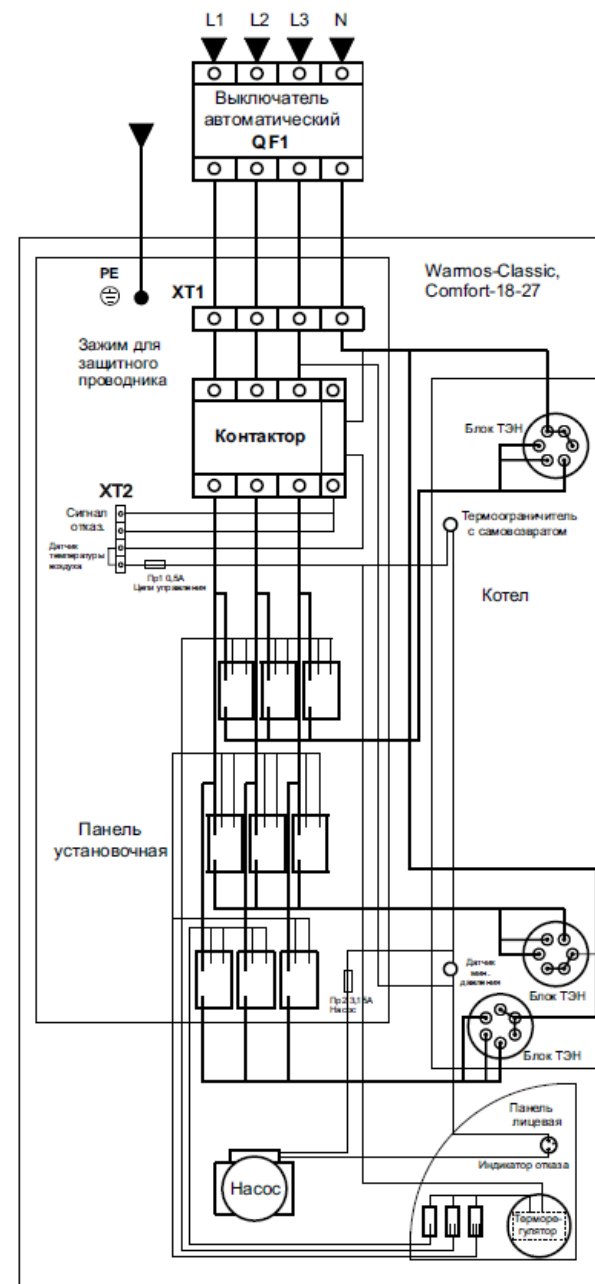 L1 L2 L3 N
Выключатель
автоматический
QF1
PE
XT1
Warmos-Classic,
Comfort-18-27
Зажим для
защитного
проводника
Контактор
Блок ТЭН
XT2
Сигнал
отказ.
Датчик
температуры
воздуха
Пр1 0,5А
Цепи управления
Термоограничитель
с самовозвратом
Котел
Панель
установочная
Датчик
мин.
давления
Пр2 3,15А
Насос
Блок ТЭН
Блок ТЭН
Панель
лицевая
Индикатор отказа
Насос
Терморе-
гулятор